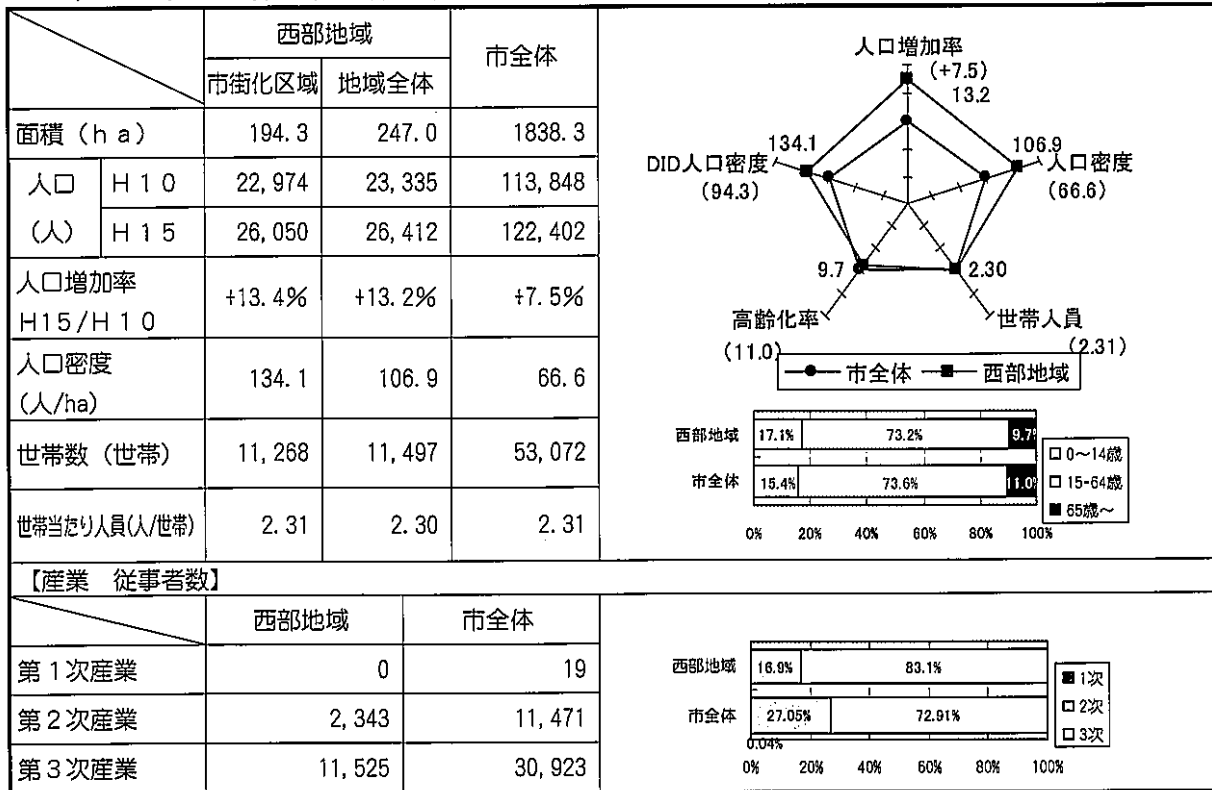 西部地域 市全体
市街化区域 地域全体
面積（ｈａ） 194.3 247.0 1838.3
人口（人） Ｈ１０ 22,974 23,335 113,848
Ｈ１５ 26,050 26,412 122,402
人口増加率 H15/H１０ +13.4% +13.2% +7.5%
人口密度 (人/ha) 134.1 106.9 66.6
世帯数（世帯） 11,268 11,497 53,072
世帯当たり人員(人/世帯) 2.31 2.30 2.31
人口増加率
(+7.5)
13.2
134.1
DID人口密度
(94.3)
106.9
人口密度
(66.6)
9.7
高齢化率
(11.0)
2.30
世帯人員
(2.31)
市全体 西部地域
西部地域 17.1% 73.2% 9.7%
市全体 15.4% 73.6% 11.0%
0% 20% 40% 60% 80% 100%
0～14歳
15-64歳
65歳～
【産業 従事者数】
西部地域 市全体
第１次産業 0 19
第２次産業 2,343 11,471
第３次産業 11,525 30,923
西部地域 16.9% 83.1%
市全体 27.05% 72.91%
0.04%
0% 20% 40% 60% 80% 100%
1次
2次
3次